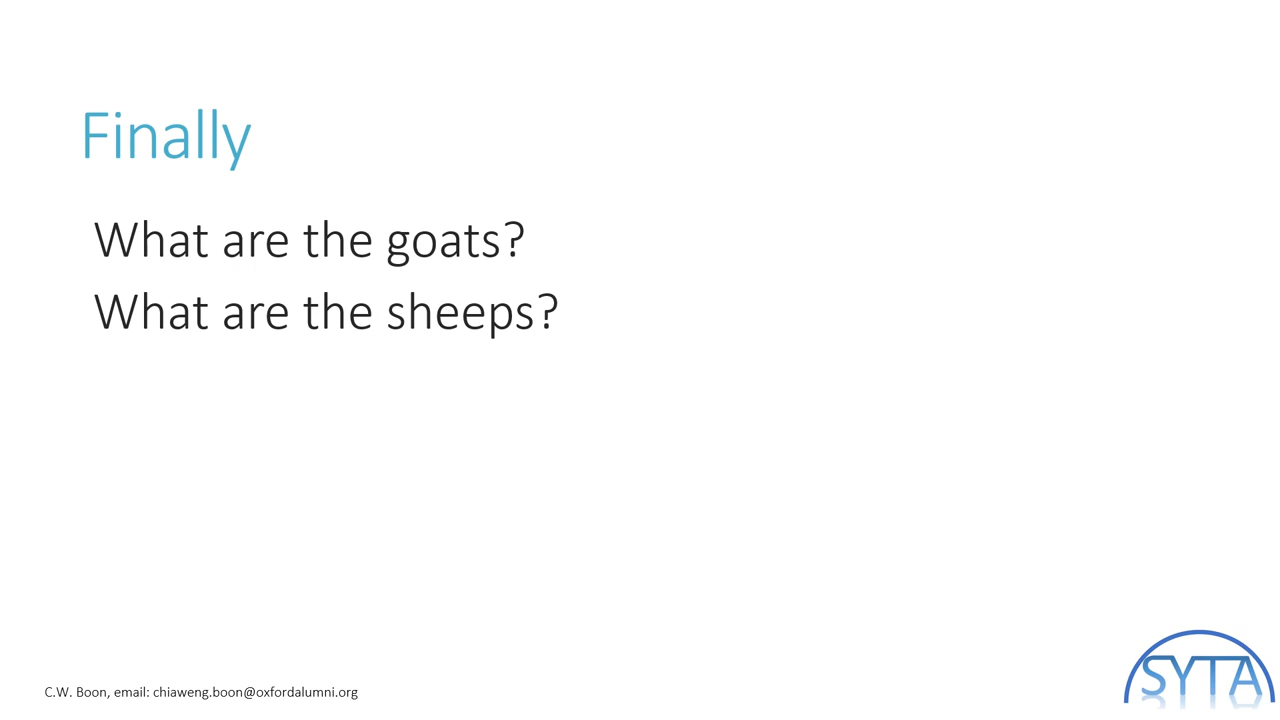 Finally
What are the goats?
What are the sheeps?
C.W. Boon, email: chiaweng.boon@oxfordalumni.org
SYTA